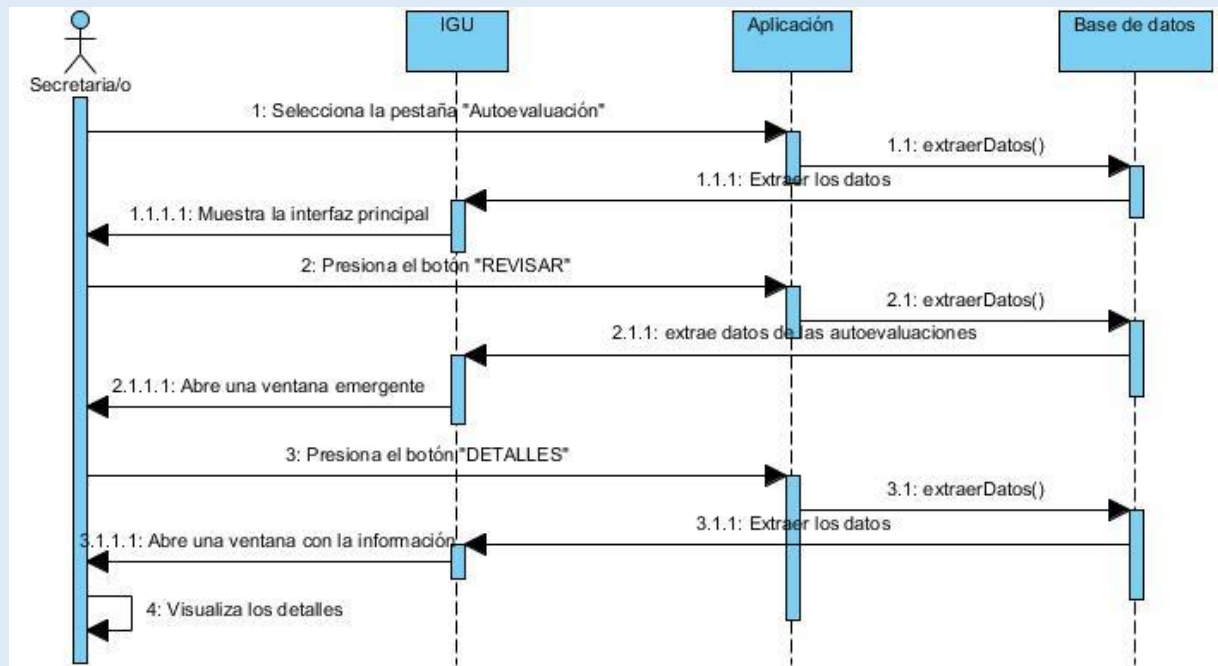 IGU
Aplicación
Base de datos
Secretaria/o
1: Selecciona la pestaña "Autoevaluación"
1.1: extraerDatos()
1.1.1: Extraer los datos
1.1.1.1: Muestra la interfaz principal
2: Presiona el botón "REVISAR"
2.1: extraerDatos()
2.1.1: extrae datos de las autoevaluaciones
2.1.1.1: Abre una ventana emergente
3: Presiona el botón "DETALLES"
3.1: extraerDatos()
3.1.1: Extraer los datos
3.1.1.1: Abre una ventana con la información
4: Visualiza los detalles